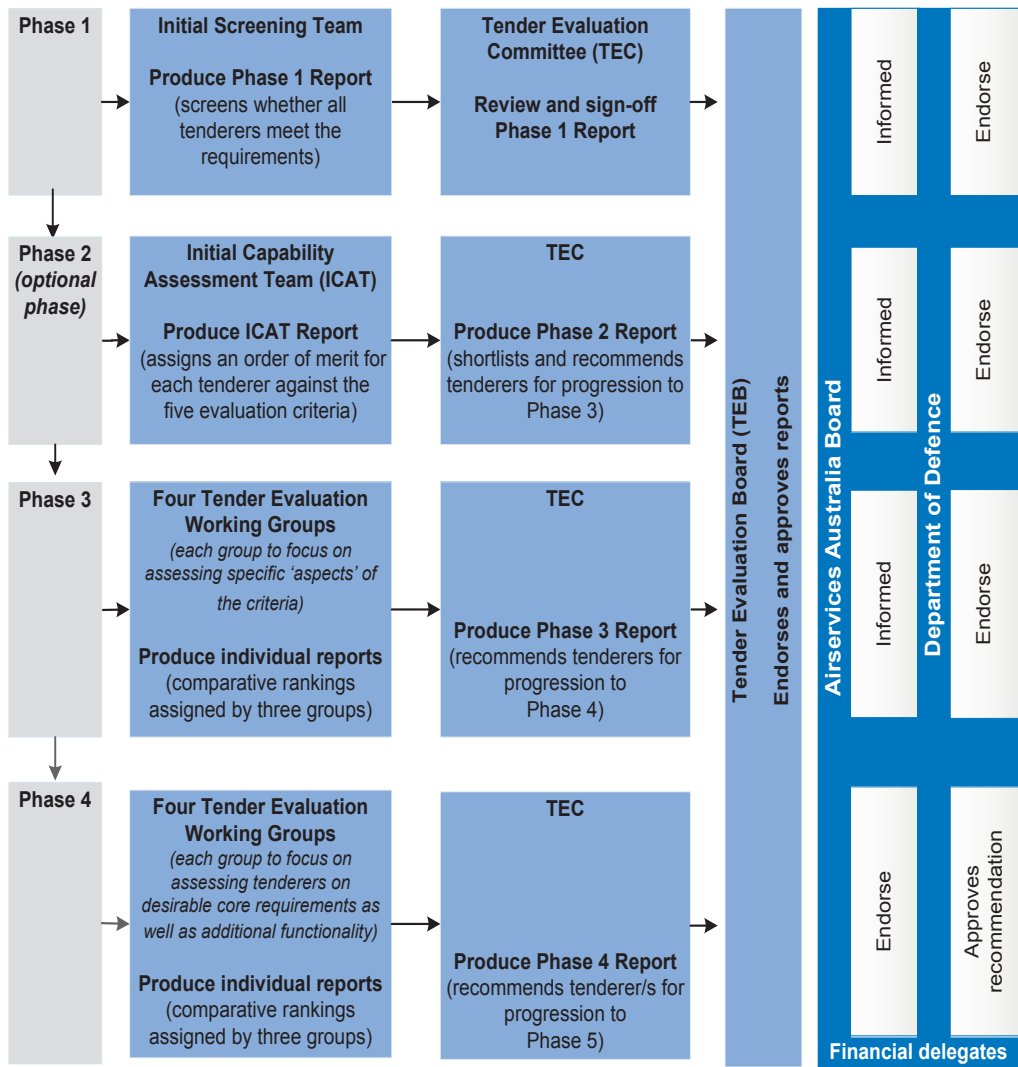 Phase 1
Initial Screening Team
Produce Phase 1 Report
(screens whether all
tenderers meet the
requirements)
Tender Evaluation
Committee (TEC)
Review and sign-off
Phase 1 Report
Phase 2
(optional
phase)
Initial Capability
Assessment Team (ICAT)
Produce ICAT Report
(assigns an order of merit for
each tenderer against the
five evaluation criteria)
TEC
Produce Phase 2 Report
(shortlists and recommends
tenderers for progression to
Phase 3)
Phase 3
Four Tender Evaluation
Working Groups
(each group to focus on
assessing specific ‘aspects’ of
the criteria)
Produce individual reports
(comparative rankings
assigned by three groups)
TEC
Produce Phase 3 Report
(recommends tenderers for
progression to
Phase 4)
Phase 4
Four Tender Evaluation
Working Groups
(each group to focus on
assessing tenderers on
desirable core requirements as
well as additional functionality)
Produce individual reports
(comparative rankings
assigned by three groups)
TEC
Produce Phase 4 Report
(recommends tenderer/s for
progression to
Phase 5)
Tender Evaluation Board (TEB)
Endorses and approves reports
Airservices Australia Board
Informed
Informed
Informed
Endorse
Department of Defence
Endorse
Endorse
Endorse
Approves
recommendation
Financial delegates